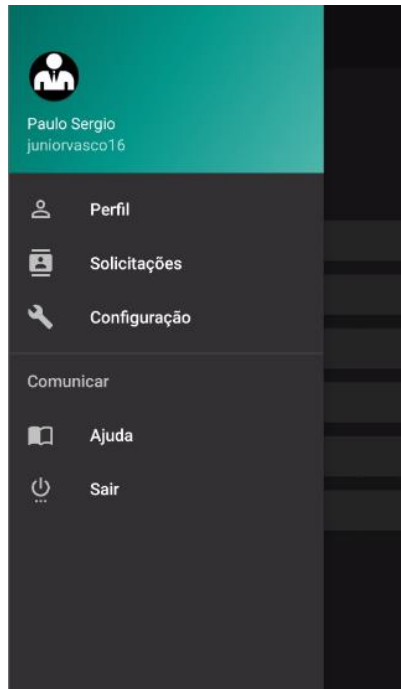 Paulo Sergio
juniorvasco16
Perfil
Solicitações
Configuração
Comunicar
Ajuda
Sair